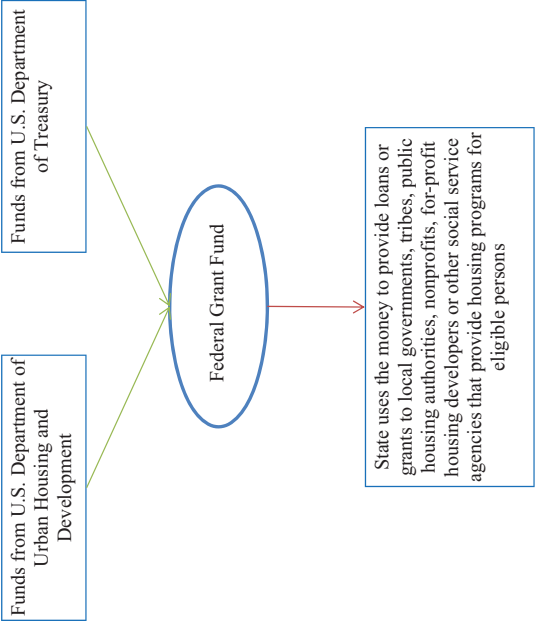 Funds from U.S. Department of
Urban Housing and
Development
Funds from U.S. Department
of Treasury
Federal Grant Fund
State uses the money to provide loans or
grants to local governments, tribes, public
housing authorities, nonprofits, for-profit
housing developers or other social service
agencies that provide housing programs for
eligible persons